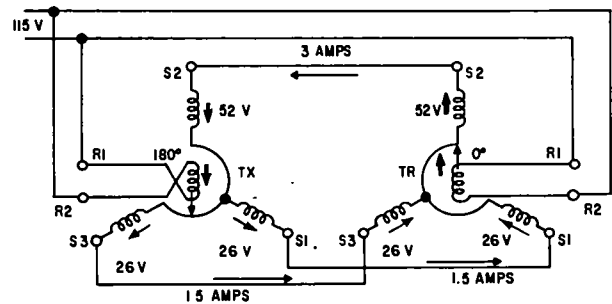 115 V
3 AMPS
S2
S2
52 V
52 V
R1
180°
TX
TR
0°
R1
R2
R2
S3
S1
S3
S1
26 V
26 V
26 V
26 V
1.5 AMPS
1 5 AMPS